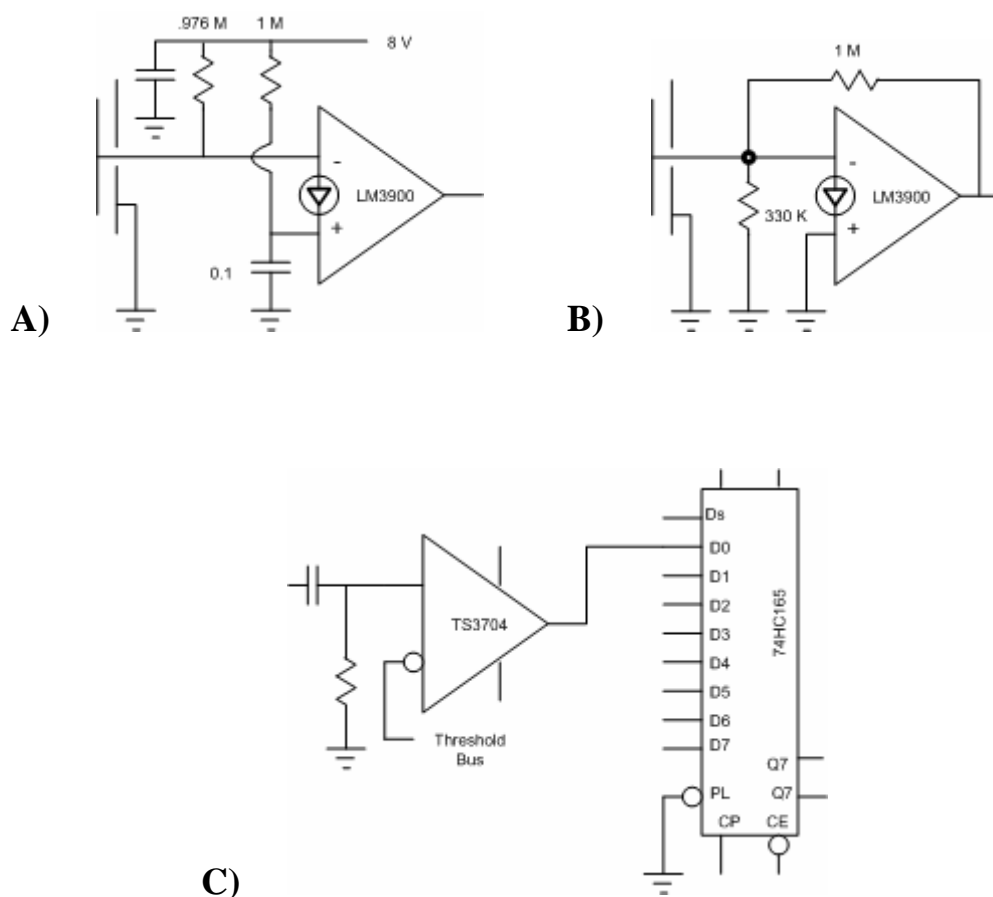 .976 M 1 M
8 V
-
LM3900
+
0.1
A)
1 M
-
LM3900
330 K
+
B)
Ds
D0
D1
D2
D3
D4
D5
D6
D7
PL
CP
CE
Q7
Q7
74HC165
TS3704
Threshold
Bus
C)